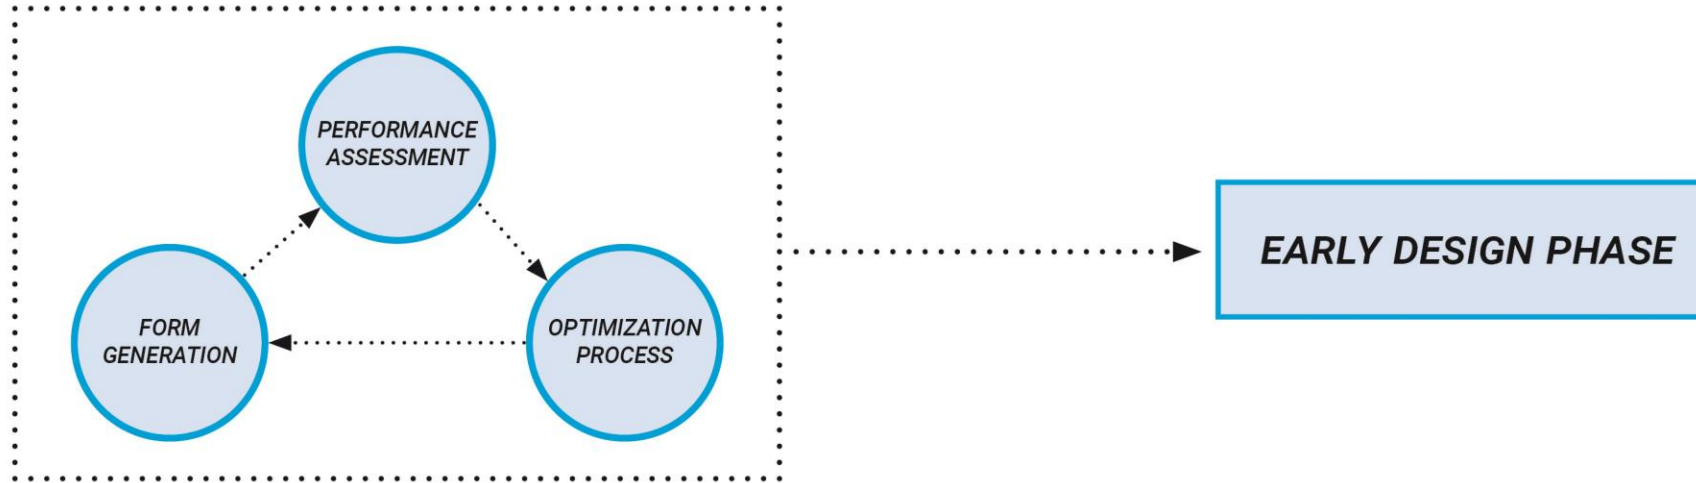 PERFORMANCE
ASSESSMENT
FORM
GENERATION
OPTIMIZATION
PROCESS
EARLY DESIGN PHASE